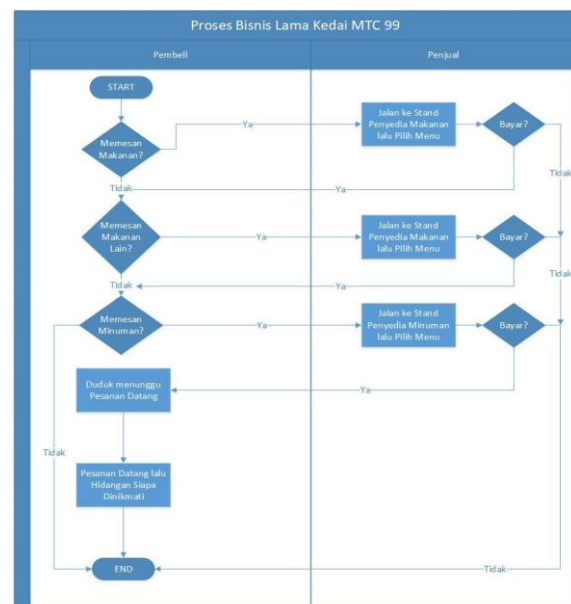 Proses Bisnis Lama Kedai MTC 99
Pembeli
Penjual
START
Memesan
Makanan?
Ya
Jalan ke Stand
Penyedia Makanan
lalu Pilih Menu
Bayar?
Tidak
Ya
Tidak
Memesan
Makanan
Lain?
Ya
Jalan ke Stand
Penyedia Makanan
lalu Pilih Menu
Bayar?
Tidak
Ya
Tidak
Memesan
Minuman?
Ya
Jalan ke Stand
Penyedia Minuman
lalu Pilih Menu
Bayar?
Duduk menunggu
Pesanan Datang
Ya
Tidak
Pesanan Datang lalu
Hidangan Siapa
Dinikmati
END
Tidak